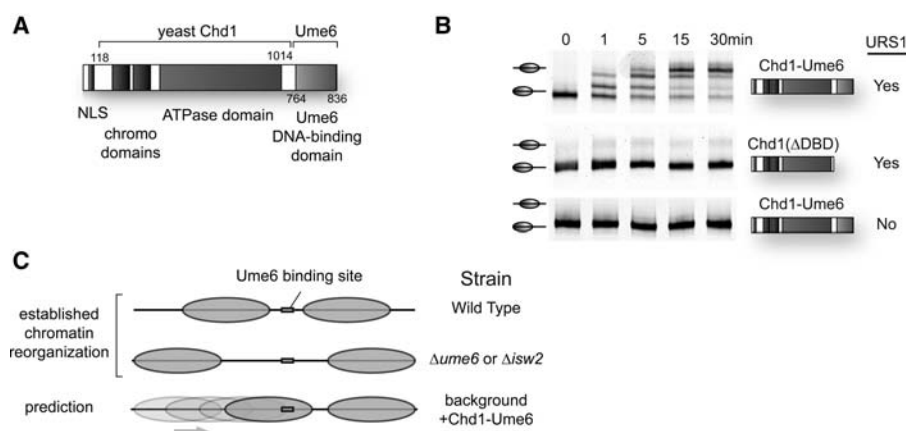 A
yeast Chd1 Ume6
118 1014
764 836
NLS
chromo
domains
ATPase domain
Ume6
DNA-binding
domain
B
0 1 5 15 30min URS1
Chd1-Ume6
Yes
Chd1(ΔDBD)
Yes
Chd1-Ume6
No
C
Ume6 binding site Strain
established
chromatin
reorganization
Wild Type
Δume6 or Δisw2
prediction
background
+Chd1-Ume6